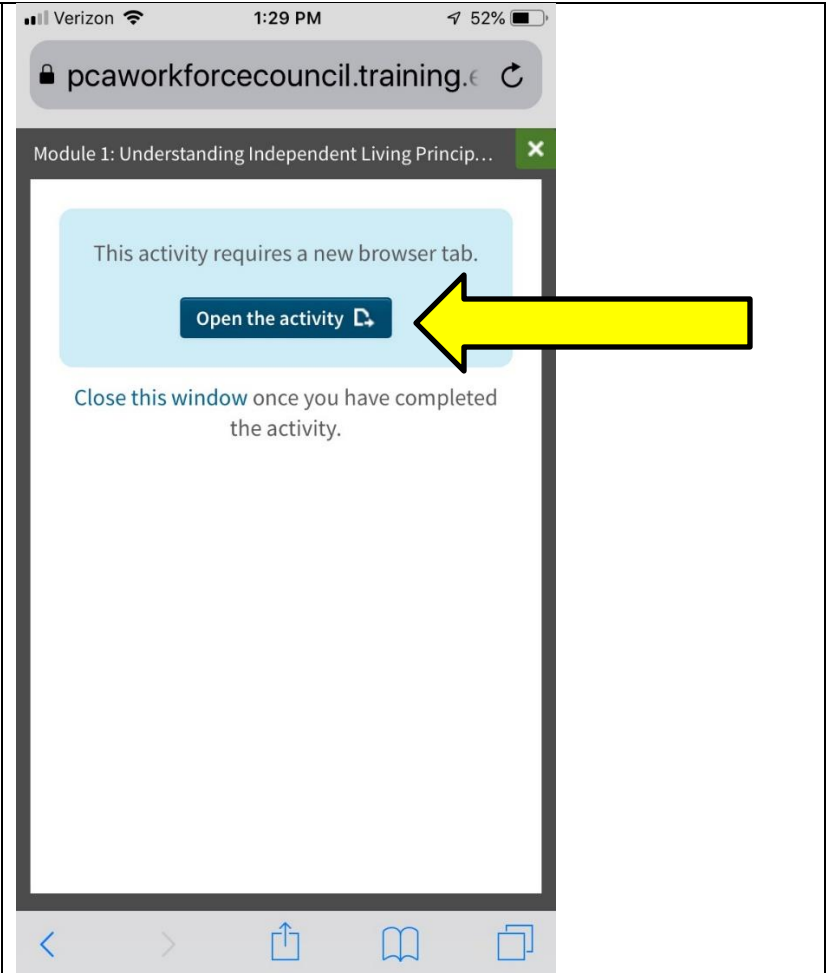 Verizon 1:29 PM 52%
pcaworkforcecouncil.training.e
Module 1: Understanding Independent Living Princip...
This activity requires a new browser tab.
Open the activity
Close this window once you have completed
the activity.